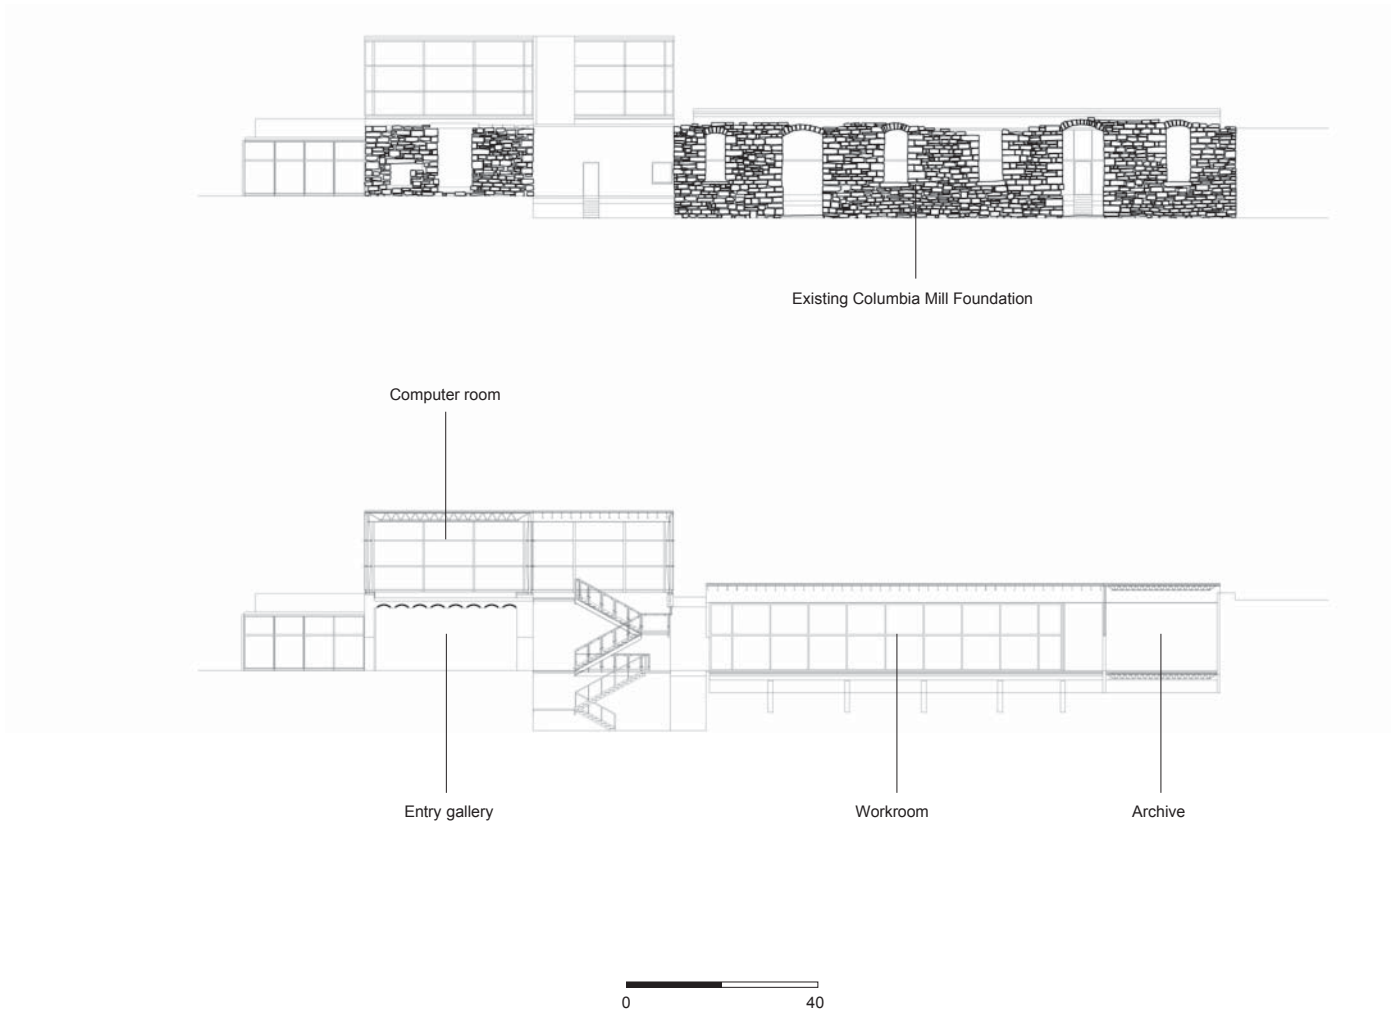 Existing Columbia Mill Foundation
Computer room
Entry gallery
Workroom
Archive
0
40